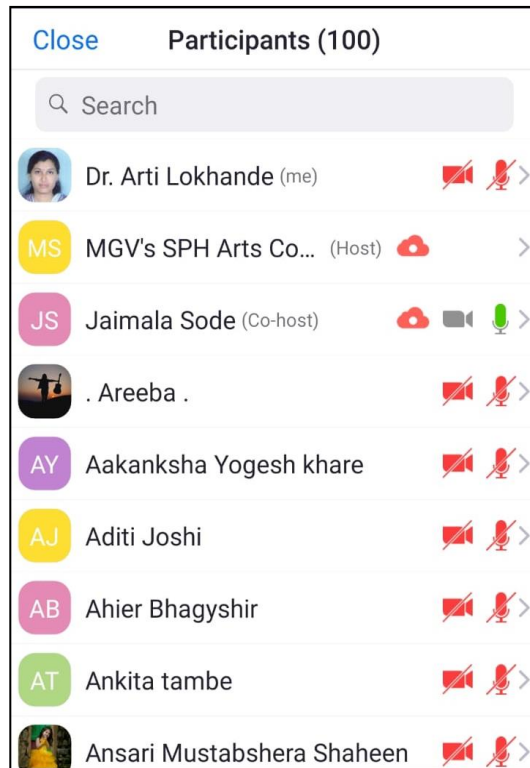 Close Participants (100)
Search
Dr. Arti Lokhande (me)
MS MGV's SPH Arts Co... (Host)
JS Jaimala Sode (Co-host)
. Areeba .
AY Aakanksha Yogesh khare
AJ Aditi Joshi
AB Ahier Bhagyshir
AT Ankita tambe
Ansari Mustabshera Shaheen